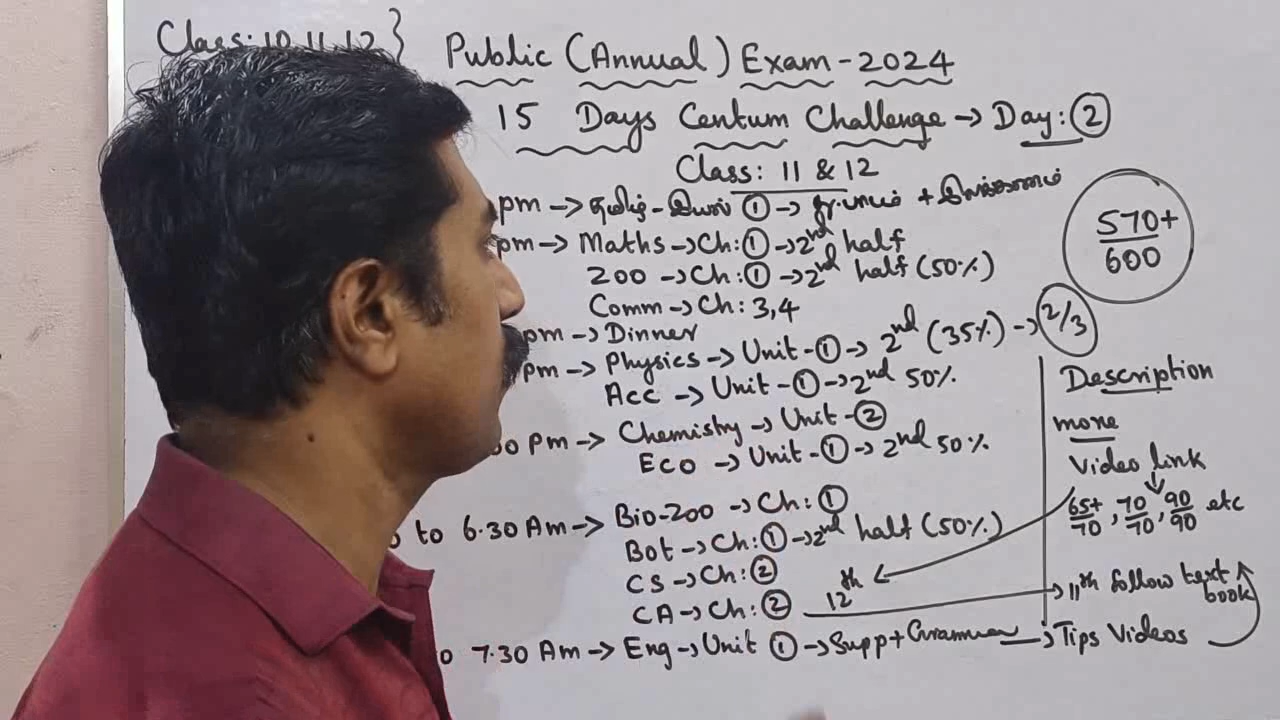 Class: 10,11,12}
Public (Annual) Exam-2024
15 Days Centum Challenge → Day: ②
Class: 11 & 12
pm → தமிழ் - இயல் ① →
pm → Maths → Ch: ① → 2nd half
200 → Ch: ① → 2nd half (50%)
Comm → Ch: 3,4
pm → Dinner
pm → Physics → Unit-① → 2nd (35%) → 2/3
Acc → Unit-① → 2nd 50%
00 Pm → Chemistry → Unit-②
Eco → Unit-① → 2nd 50%
to 6.30 Am → Bio-Zoo → Ch: ①
Bot → Ch: ① → 2nd half (50%)
CS → Ch: ②
CA → Ch: ②
12th
7.30 Am → Eng → Unit ① → Supp + Grammar → Tips Videos
570+/600
Description
more
Video link
65+/70, 70/70, 90/90 etc
11th follow text
book